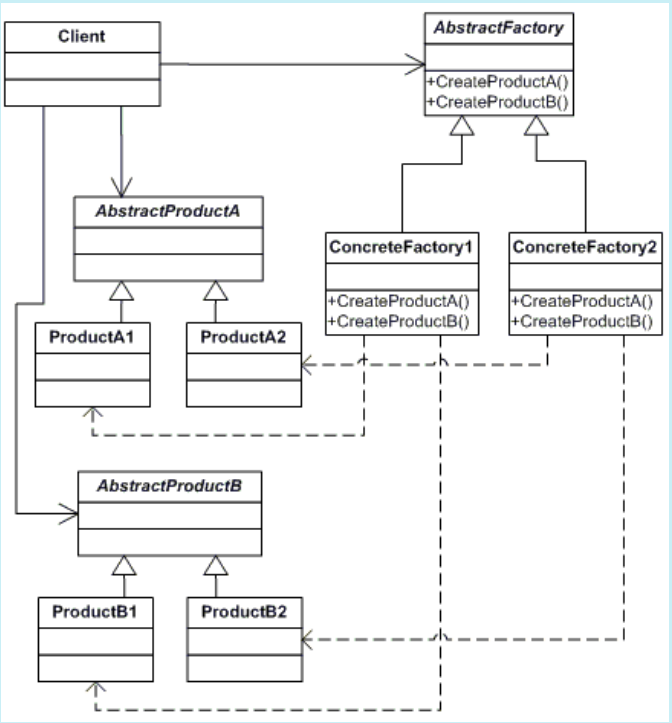 Client
AbstractFactory
+CreateProductA()
+CreateProductB()
AbstractProductA
ConcreteFactory1
+CreateProductA()
+CreateProductB()
ConcreteFactory2
+CreateProductA()
+CreateProductB()
ProductA1
ProductA2
AbstractProductB
ProductB1
ProductB2